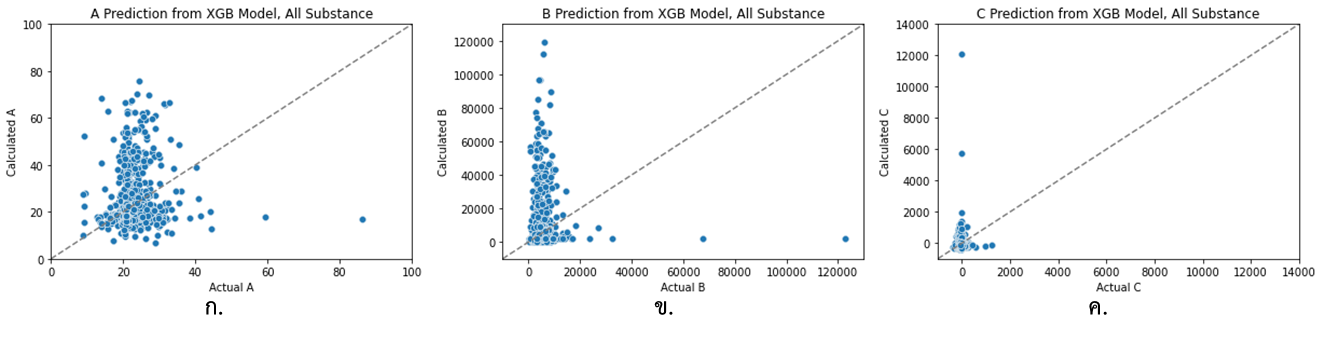 A Prediction from XGB Model, All Substance
100
80
60
40
20
0
Calculated A
0 20 40 60 80 100
Actual A
ก.
B Prediction from XGB Model, All Substance
120000
100000
80000
60000
40000
20000
0
Calculated B
0 20000 40000 60000 80000 100000 120000
Actual B
ข.
C Prediction from XGB Model, All Substance
14000
12000
10000
8000
6000
4000
2000
0
Calculated C
0 2000 4000 6000 8000 10000 12000 14000
Actual C
ค.